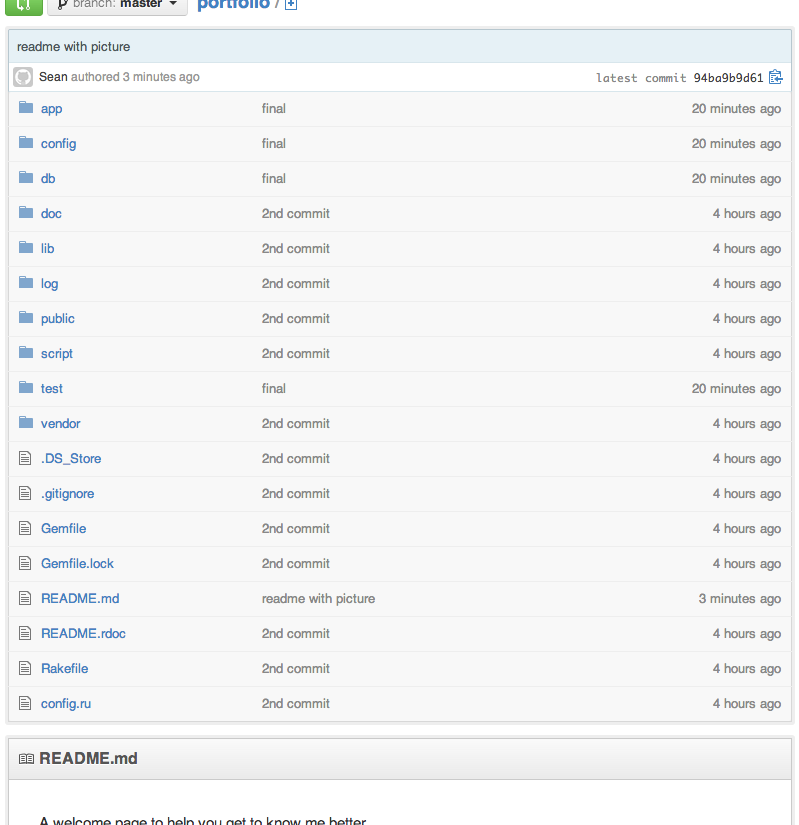 branch: master portfolio / +
readme with picture
Sean authored 3 minutes ago latest commit 94ba9b9d61
app final 20 minutes ago
config final 20 minutes ago
db final 20 minutes ago
doc 2nd commit 4 hours ago
lib 2nd commit 4 hours ago
log 2nd commit 4 hours ago
public 2nd commit 4 hours ago
script 2nd commit 4 hours ago
test final 20 minutes ago
vendor 2nd commit 4 hours ago
.DS_Store 2nd commit 4 hours ago
.gitignore 2nd commit 4 hours ago
Gemfile 2nd commit 4 hours ago
Gemfile.lock 2nd commit 4 hours ago
README.md readme with picture 3 minutes ago
README.rdoc 2nd commit 4 hours ago
Rakefile 2nd commit 4 hours ago
config.ru 2nd commit 4 hours ago
README.md
A welcome page to help you get to know me better